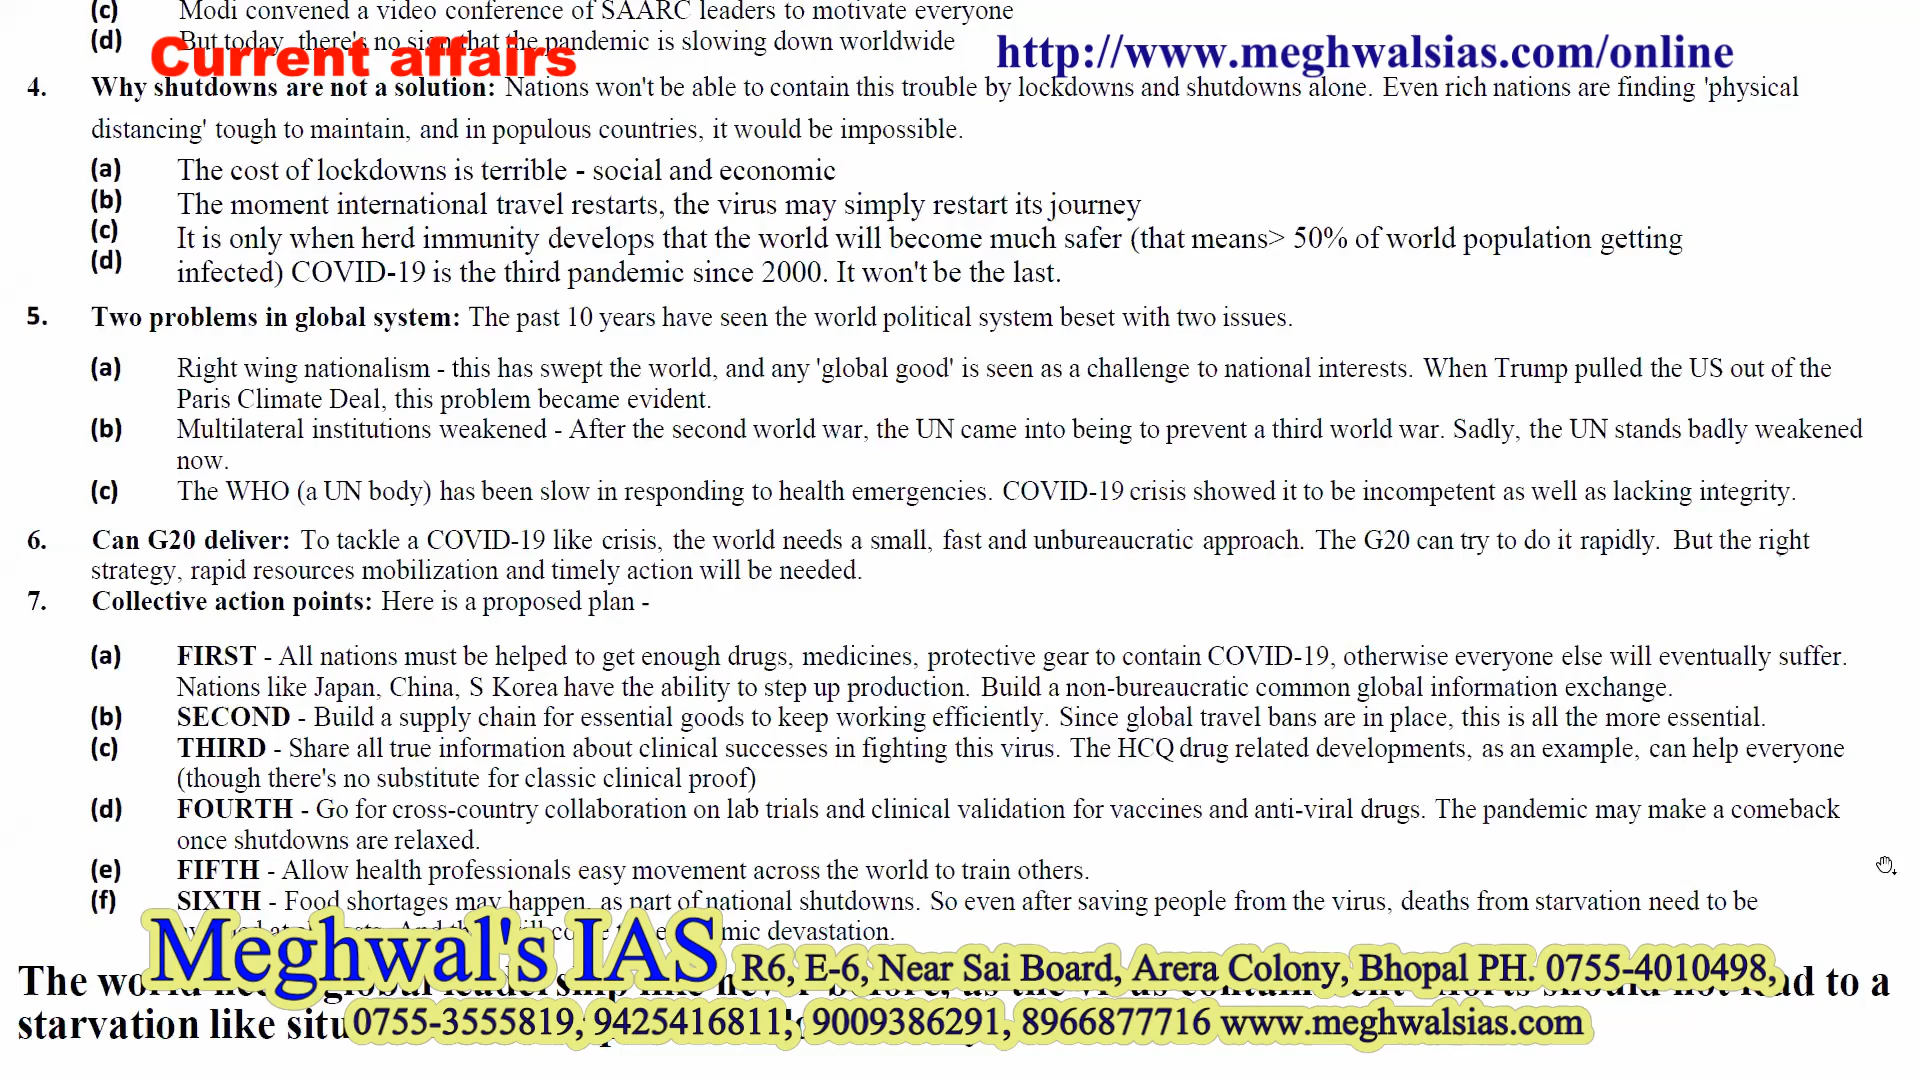 (c) Modi convened a video conference of SAARC leaders to motivate everyone
(d) But today, there's no sign that the pandemic is slowing down worldwide
Current affairs
http://www.meghwalsias.com/online
4. Why shutdowns are not a solution: Nations won't be able to contain this trouble by lockdowns and shutdowns alone. Even rich nations are finding 'physical
distancing' tough to maintain, and in populous countries, it would be impossible.
(a) The cost of lockdowns is terrible - social and economic
(b) The moment international travel restarts, the virus may simply restart its journey
(c) It is only when herd immunity develops that the world will become much safer (that means> 50% of world population getting
(d) infected) COVID-19 is the third pandemic since 2000. It won't be the last.
5. Two problems in global system: The past 10 years have seen the world political system beset with two issues.
(a) Right wing nationalism - this has swept the world, and any 'global good' is seen as a challenge to national interests. When Trump pulled the US out of the
Paris Climate Deal, this problem became evident.
(b) Multilateral institutions weakened - After the second world war, the UN came into being to prevent a third world war. Sadly, the UN stands badly weakened
now.
(c) The WHO (a UN body) has been slow in responding to health emergencies. COVID-19 crisis showed it to be incompetent as well as lacking integrity.
6. Can G20 deliver: To tackle a COVID-19 like crisis, the world needs a small, fast and unbureaucratic approach. The G20 can try to do it rapidly. But the right
strategy, rapid resources mobilization and timely action will be needed.
7. Collective action points: Here is a proposed plan -
(a) FIRST - All nations must be helped to get enough drugs, medicines, protective gear to contain COVID-19, otherwise everyone else will eventually suffer.
Nations like Japan, China, S Korea have the ability to step up production. Build a non-bureaucratic common global information exchange.
(b) SECOND - Build a supply chain for essential goods to keep working efficiently. Since global travel bans are in place, this is all the more essential.
(c) THIRD - Share all true information about clinical successes in fighting this virus. The HCQ drug related developments, as an example, can help everyone
(though there's no substitute for classic clinical proof)
(d) FOURTH - Go for cross-country collaboration on lab trials and clinical validation for vaccines and anti-viral drugs. The pandemic may make a comeback
once shutdowns are relaxed.
(e) FIFTH - Allow health professionals easy movement across the world to train others.
(f) SIXTH - Food shortages may happen, as part of national shutdowns. So even after saving people from the virus, deaths from starvation need to be
devastation.
Meghwal's IAS R6, E-6, Near Sai Board, Arera Colony, Bhopal PH. 0755-4010498,
The global leadership like never before, as the virus containment efforts should not lead to a
starvation like
0755-3555819, 9425416811, 9009386291, 8966877716 www.meghwalsias.com